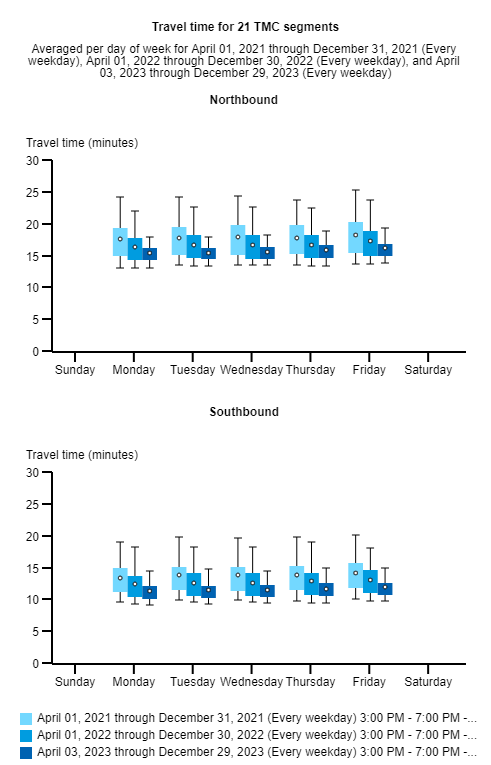 Travel time for 21 TMC segments
Averaged per day of week for April 01, 2021 through December 31, 2021 (Every
weekday), April 01, 2022 through December 30, 2022 (Every weekday), and April
03, 2023 through December 29, 2023 (Every weekday)
Northbound
Travel time (minutes)
30
25
20
15
10
5
0
Sunday Monday Tuesday Wednesday Thursday Friday Saturday
Southbound
Travel time (minutes)
30
25
20
15
10
5
0
Sunday Monday Tuesday Wednesday Thursday Friday Saturday
April 01, 2021 through December 31, 2021 (Every weekday) 3:00 PM - 7:00 PM -...
April 01, 2022 through December 30, 2022 (Every weekday) 3:00 PM - 7:00 PM -...
April 03, 2023 through December 29, 2023 (Every weekday) 3:00 PM - 7:00 PM -...